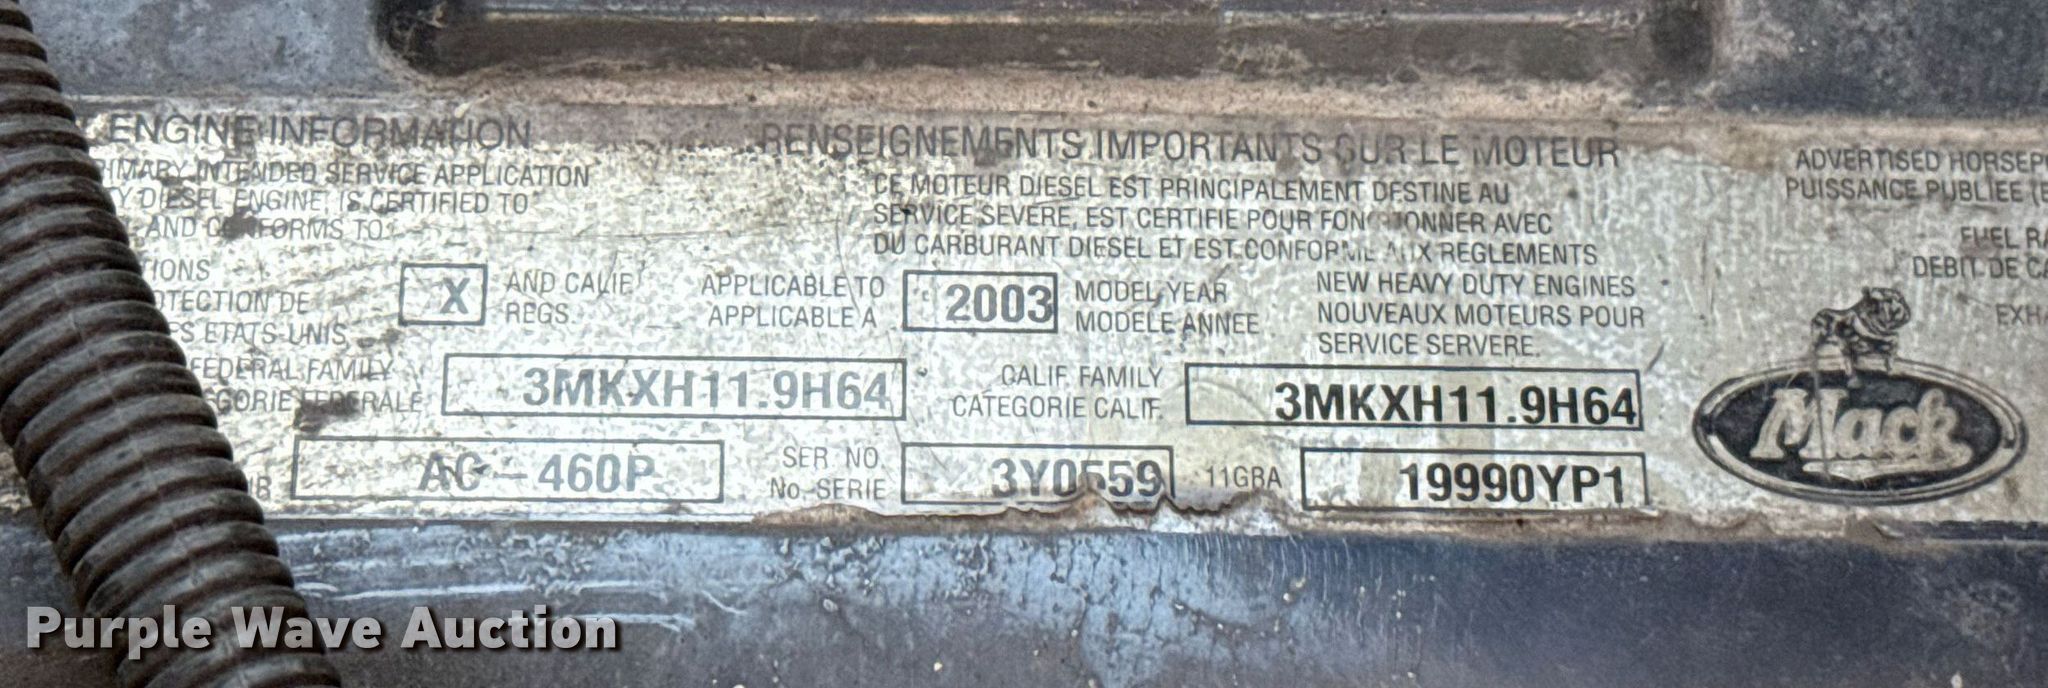 ENGINE INFORMATION
PRIMARY INTENDED SERVICE APPLICATION
DIESEL ENGINE IS CERTIFIED TO
AND CONFORMS TO
X AND CALIF REGS.
DE
ETATS-UNIS
FEDERAL FAMILY 3MKXH11.9H64
FEDERALE
AC-460P
RENSEIGNEMENTS IMPORTANTS SUR LE MOTEUR
CE MOTEUR DIESEL EST PRINCIPALEMENT DESTINE AU
SERVICE SEVERE, EST CERTIFIE POUR FONCTIONNER AVEC
DU CARBURANT DIESEL ET EST CONFORME AUX REGLEMENTS
APPLICABLE TO 2003 MODEL YEAR
APPLICABLE A MODELE ANNEE
NEW HEAVY DUTY ENGINES
NOUVEAUX MOTEURS POUR
SERVICE SERVERE.
CALIF. FAMILY 3MKXH11.9H64
CATEGORIE CALIF.
SER NO. 3Y0559 11GBA 19990YP1
No SERIE
ADVERTISED
PUISSANCE PUBLIEE
FUEL
DEBIT DE
Mack
Purple Wave Auction